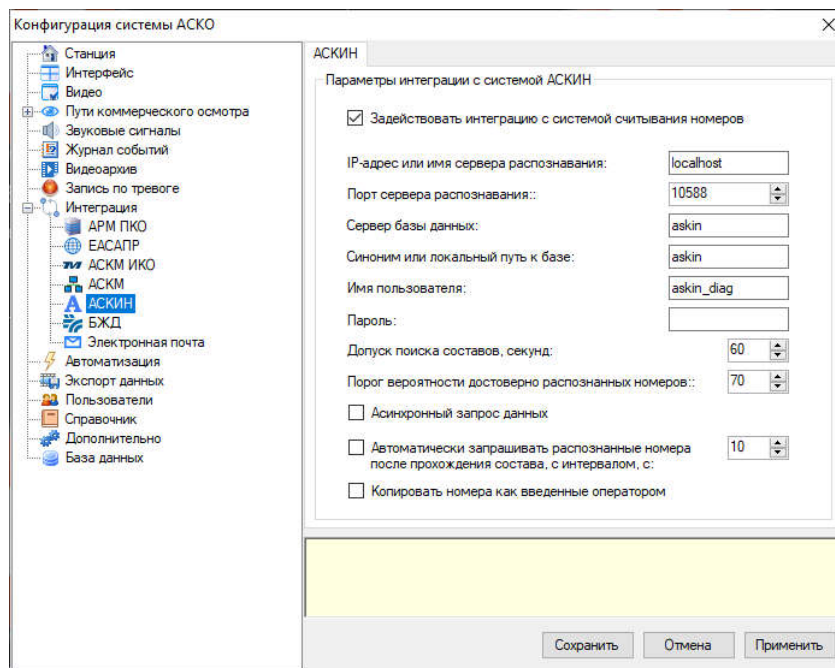 Конфигурация системы АСКО
Станция
Интерфейс
Видео
Пути коммерческого осмотра
Звуковые сигналы
Журнал событий
Видеоархив
Запись по тревоге
Интеграция
АРМ ПКО
ЕАСАПР
АСКМ ИКО
АСКМ
АСКИН
БЖД
Электронная почта
Автоматизация
Экспорт данных
Пользователи
Справочник
Дополнительно
База данных
АСКИН
Параметры интеграции с системой АСКИН
Задействовать интеграцию с системой считывания номеров
IP-адрес или имя сервера распознавания: localhost
Порт сервера распознавания:: 10588
Сервер базы данных: askin
Синоним или локальный путь к базе: askin
Имя пользователя: askin_diag
Пароль:
Допуск поиска составов, секунд: 60
Порог вероятности достоверно распознанных номеров:: 70
Асинхронный запрос данных
Автоматически запрашивать распознанные номера 10
после прохождения состава, с интервалом, с:
Копировать номера как введенные оператором
Сохранить Отмена Применить